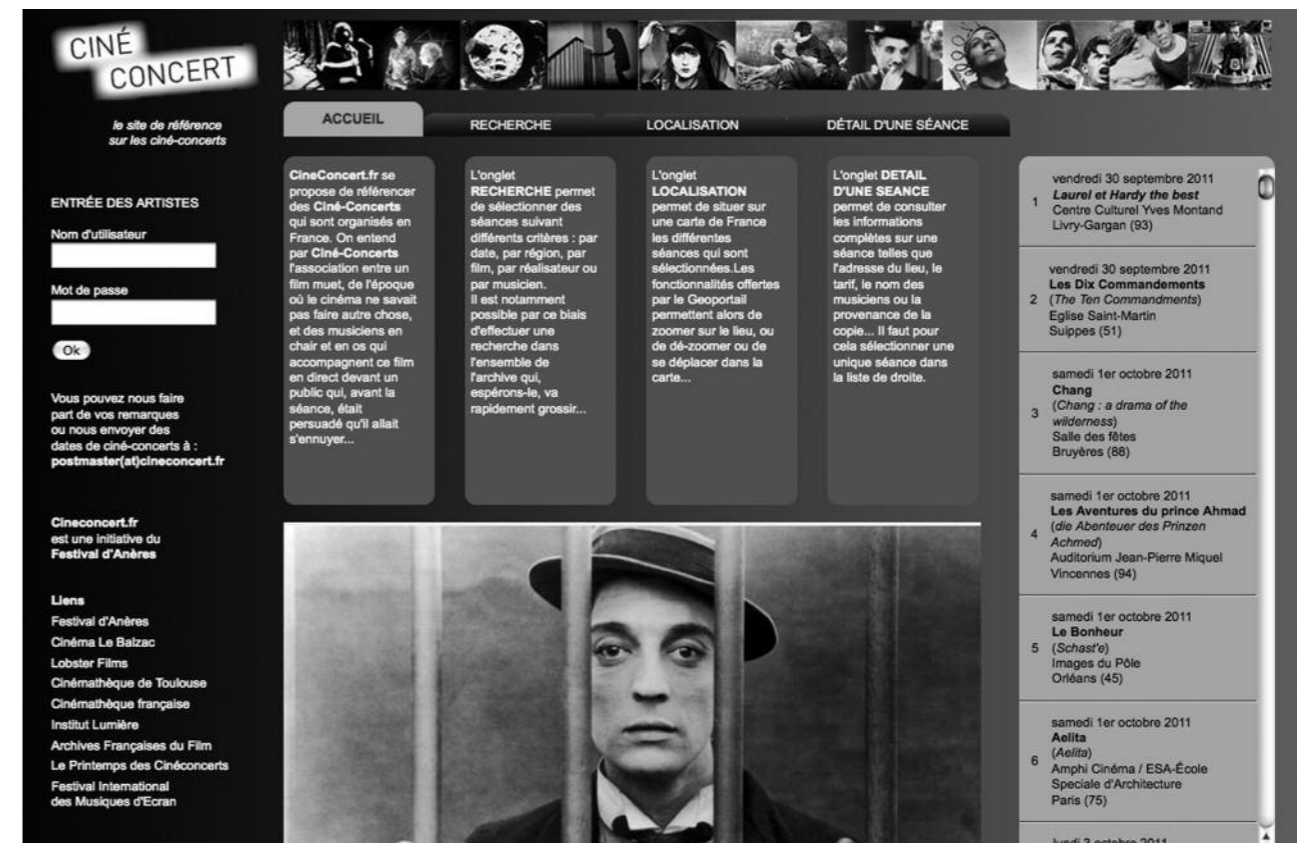 CINÉ
CONCERT
le site de référence
sur les ciné-concerts
ENTRÉE DES ARTISTES
Nom d'utilisateur
Mot de passe
Ok
Vous pouvez nous faire
part de vos remarques
ou nous envoyer des
dates de ciné-concerts à :
postmaster(at)cineconcert.fr
Cineconcert.fr
est une initiative du
Festival d'Anères
Liens
Festival d'Anères
Cinéma Le Balzac
Lobster Films
Cinémathèque de Toulouse
Cinémathèque française
Institut Lumière
Archives Françaises du Film
Le Printemps des Cinéconcerts
Festival International
des Musiques d'Ecran
ACCUEIL
RECHERCHE
LOCALISATION
DÉTAIL D'UNE SÉANCE
CineConcert.fr se
propose de référencer
des Ciné-Concerts
qui sont organisés en
France. On entend
par Ciné-Concerts
l'association entre un
film muet, de l'époque
où le cinéma ne savait
pas faire autre chose,
et des musiciens en
chair et en os qui
accompagnent ce film
en direct devant un
public qui, avant la
séance, était
persuadé qu'il allait
s'ennuyer...
L'onglet
RECHERCHE permet
de sélectionner des
séances suivant
différents critères : par
date, par région, par
film, par réalisateur ou
par musicien.
Il est notamment
possible par ce biais
d'effectuer une
recherche dans
l'ensemble de
l'archive qui,
espérons-le, va
rapidement grossir...
L'onglet
LOCALISATION
permet de situer sur
une carte de France
les différentes
séances qui sont
sélectionnées.Les
fonctionnalités offertes
par le Geoportail
permettent alors de
zoomer sur le lieu, ou
de dé-zoomer ou de
se déplacer dans la
carte...
L'onglet DETAIL
D'UNE SEANCE
permet de consulter
les informations
complètes sur une
séance telles que
l'adresse du lieu, le
tarif, le nom des
musiciens ou la
provenance de la
copie... Il faut pour
cela sélectionner une
unique séance dans
la liste de droite.
1
vendredi 30 septembre 2011
Laurel et Hardy the best
Centre Culturel Yves Montand
Livry-Gargan (93)
2
vendredi 30 septembre 2011
Les Dix Commandements
(The Ten Commandments)
Eglise Saint-Martin
Suippes (51)
3
samedi 1er octobre 2011
Chang
(Chang : a drama of the
wilderness)
Salle des fêtes
Bruyères (88)
4
samedi 1er octobre 2011
Les Aventures du prince Ahmad
(die Abenteuer des Prinzen
Achmed)
Auditorium Jean-Pierre Miquel
Vincennes (94)
5
samedi 1er octobre 2011
Le Bonheur
(Schast'e)
Images du Pôle
Orléans (45)
6
samedi 1er octobre 2011
Aelita
(Aelita)
Amphi Cinéma / ESA-École
Speciale d'Architecture
Paris (75)
lundi 3 octobre 2011